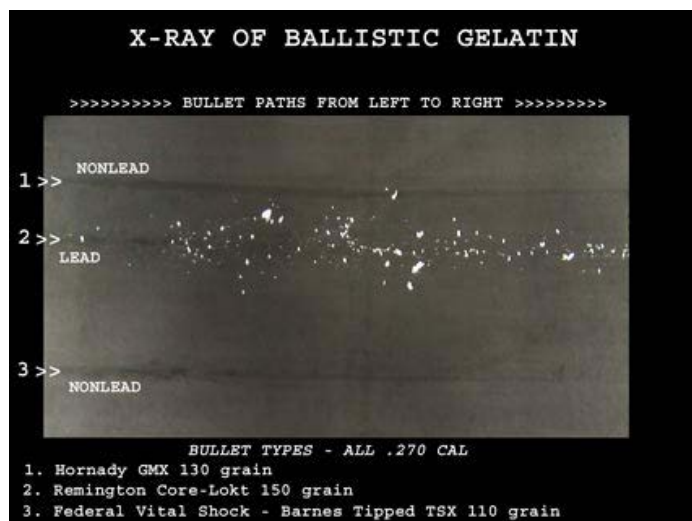 X-RAY OF BALLISTIC GELATIN
>>>>>>>>>> BULLET PATHS FROM LEFT TO RIGHT >>>>>>>>>
NONLEAD
1 >>
2 >>
LEAD
3 >>
NONLEAD
BULLET TYPES - ALL .270 CAL
1. Hornady GMX 130 grain
2. Remington Core-Lokt 150 grain
3. Federal Vital Shock - Barnes Tipped TSX 110 grain